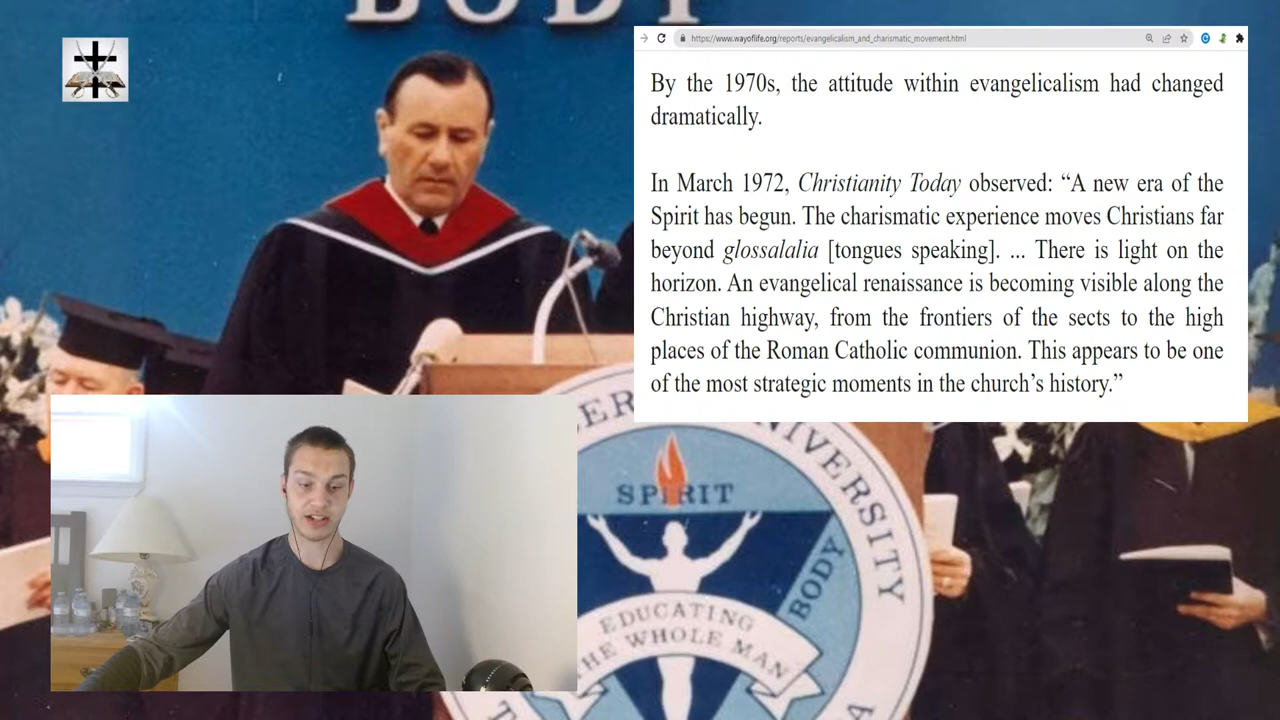 BODY
https://www.wayoflife.org/reports/evangelicalism_and_charismatic_movement.html
By the 1970s, the attitude within evangelicalism had changed
dramatically.
In March 1972, Christianity Today observed: “A new era of the
Spirit has begun. The charismatic experience moves Christians far
beyond glossalalia [tongues speaking]. ... There is light on the
horizon. An evangelical renaissance is becoming visible along the
Christian highway, from the frontiers of the sects to the high
places of the Roman Catholic communion. This appears to be one
of the most strategic moments in the church’s history.”
UNIVERSITY
SPIRIT
BODY
EDUCATING
THE WHOLE MAN